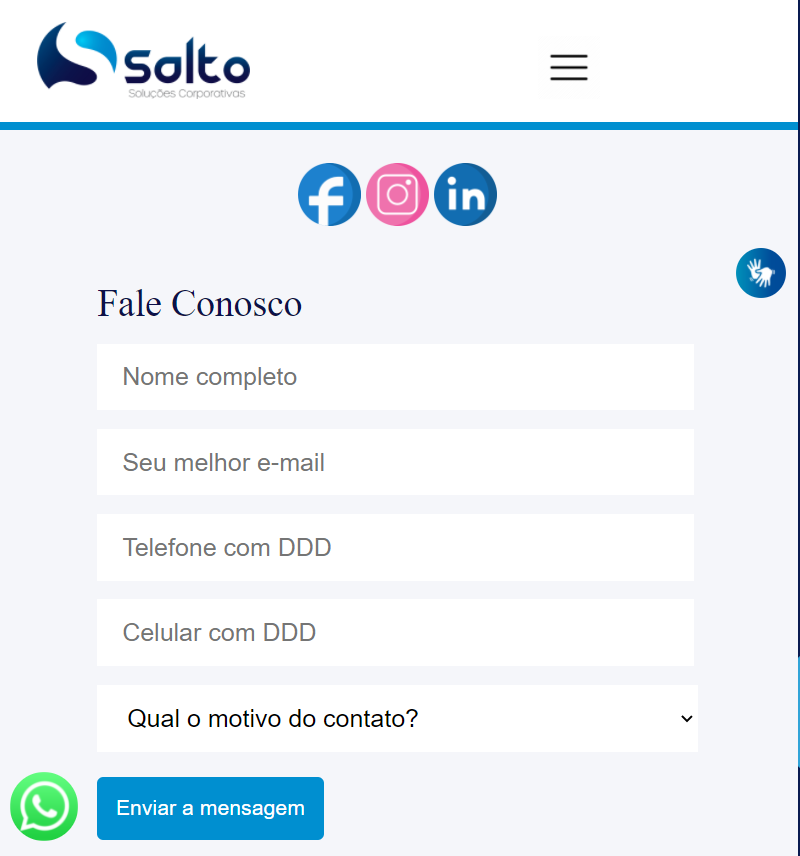 Salto
Soluções Corporativas
Fale Conosco
Nome completo
Seu melhor e-mail
Telefone com DDD
Celular com DDD
Qual o motivo do contato?
Enviar a mensagem